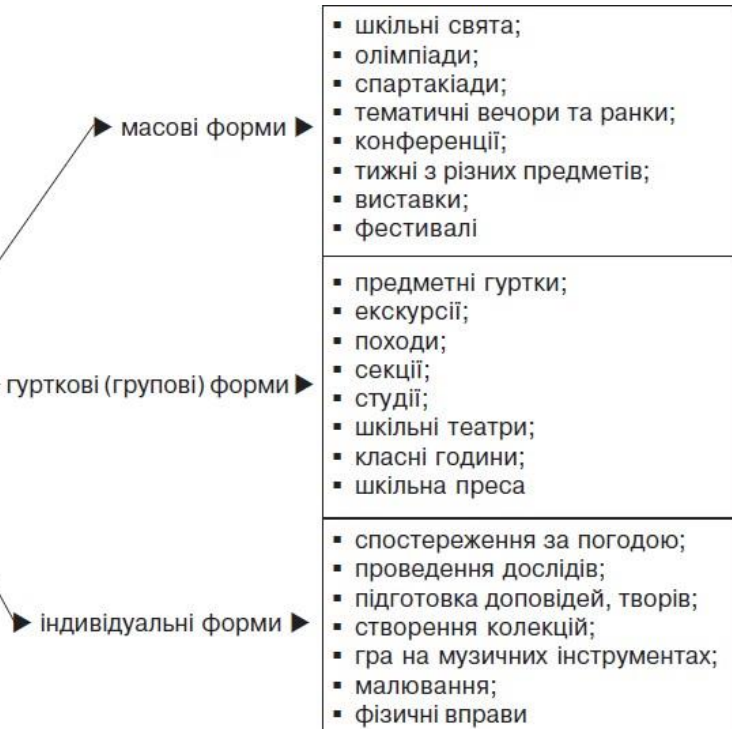 масові форми
▪ шкільні свята;
▪ олімпіади;
▪ спартакіади;
▪ тематичні вечори та ранки;
▪ конференції;
▪ тижні з різних предметів;
▪ виставки;
▪ фестивалі
гурткові (групові) форми
▪ предметні гуртки;
▪ екскурсії;
▪ походи;
▪ секції;
▪ студії;
▪ шкільні театри;
▪ класні години;
▪ шкільна преса
індивідуальні форми
▪ спостереження за погодою;
▪ проведення дослідів;
▪ підготовка доповідей, творів;
▪ створення колекцій;
▪ гра на музичних інструментах;
▪ малювання;
▪ фізичні вправи